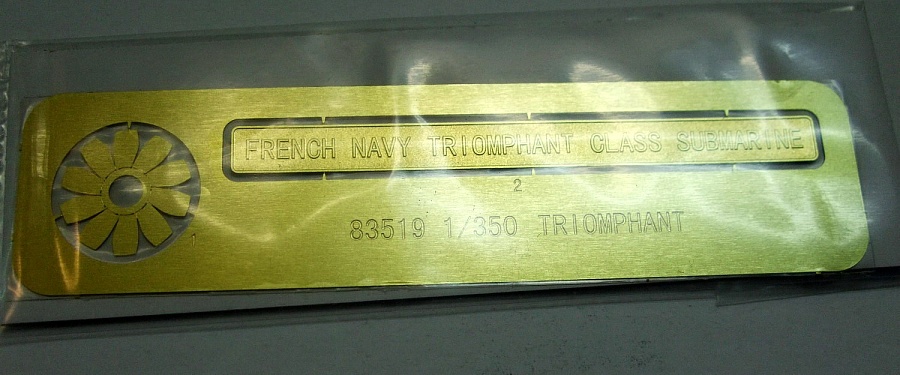 FRENCH NAVY TRIOMPHANT CLASS SUBMARINE
1
2
83519 1/350 TRIOMPHANT